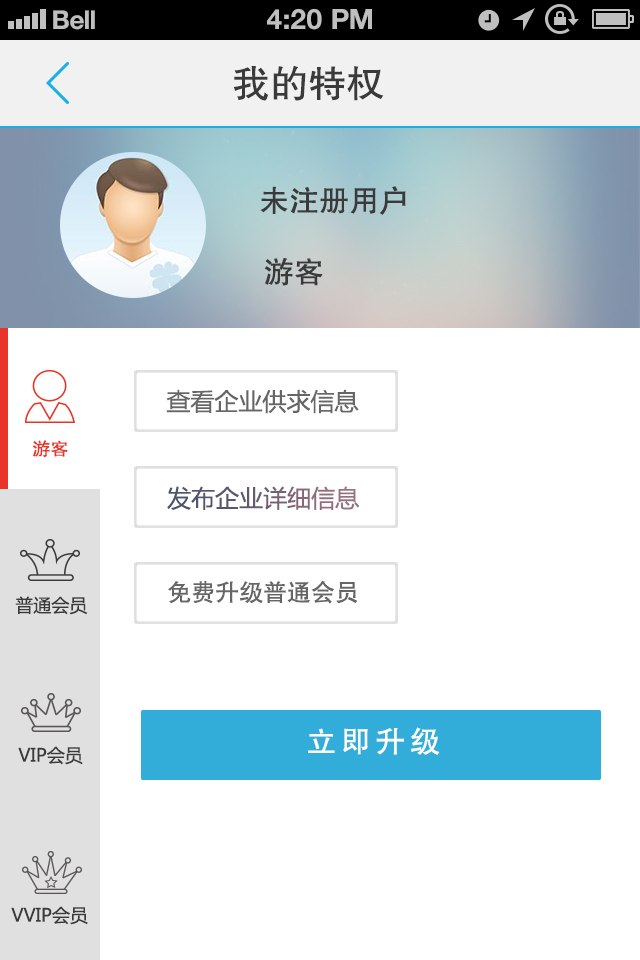 Bell 4:20 PM
我的特权
未注册用户
游客
游客
查看企业供求信息
发布企业详细信息
免费升级普通会员
普通会员
立即升级
VIP会员
VVIP会员